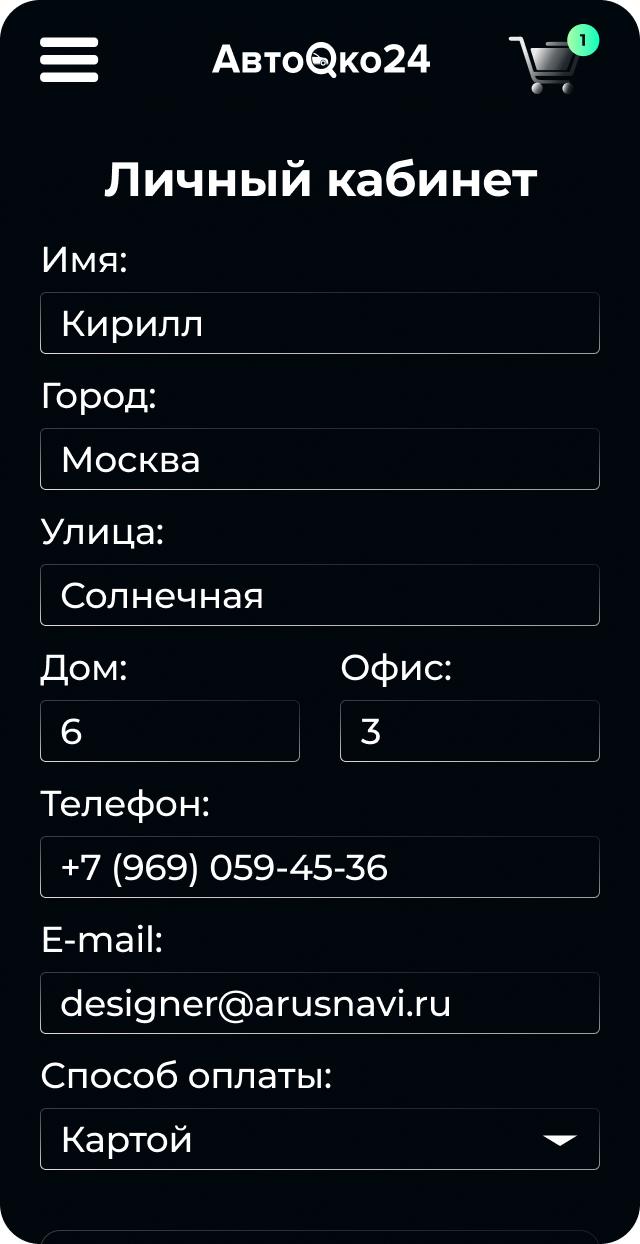 АвтоОко24
1
Личный кабинет
Имя:
Кирилл
Город:
Москва
Улица:
Солнечная
Дом: Офис:
6 3
Телефон:
+7 (969) 059-45-36
E-mail:
designer@arusnavi.ru
Способ оплаты:
Картой